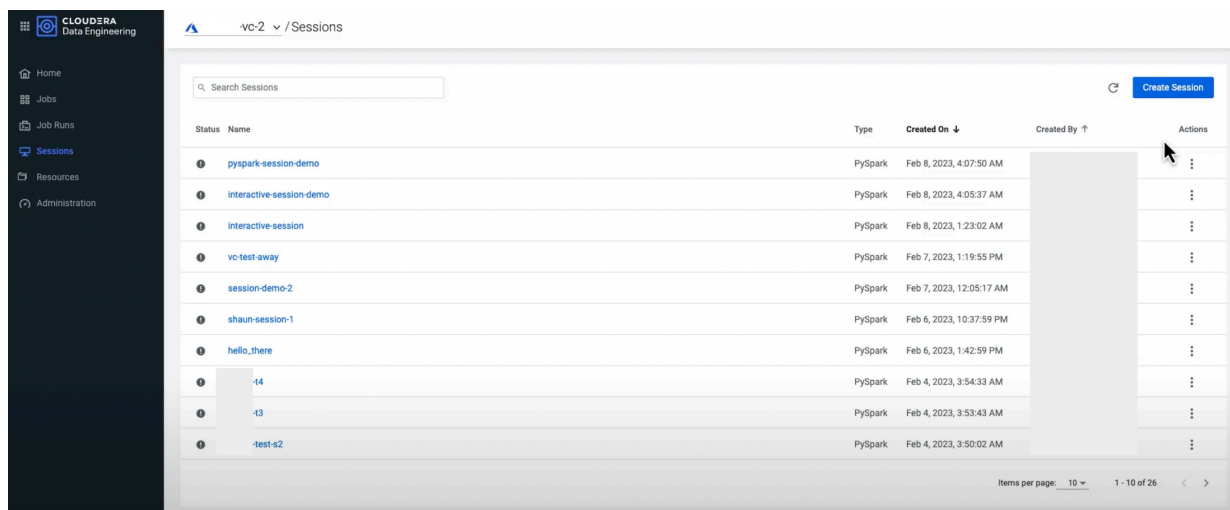 CLOUDERA
Data Engineering
-vc-2 / Sessions
Home
Jobs
Job Runs
Sessions
Resources
Administration
Search Sessions
Create Session
Status Name Type Created On Created By Actions
pyspark-session-demo PySpark Feb 8, 2023, 4:07:50 AM
interactive-session-demo PySpark Feb 8, 2023, 4:05:37 AM
interactive-session PySpark Feb 8, 2023, 1:23:02 AM
vc-test-away PySpark Feb 7, 2023, 1:19:55 PM
session-demo-2 PySpark Feb 7, 2023, 12:05:17 AM
shaun-session-1 PySpark Feb 6, 2023, 10:37:59 PM
hello_there PySpark Feb 6, 2023, 1:42:59 PM
-t4 PySpark Feb 4, 2023, 3:54:33 AM
-t3 PySpark Feb 4, 2023, 3:53:43 AM
-test-s2 PySpark Feb 4, 2023, 3:50:02 AM
Items per page: 10 1 - 10 of 26